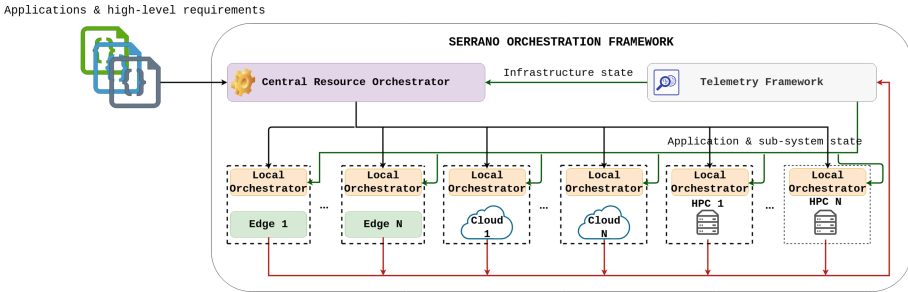 Applications & high-level requirements
SERRANO ORCHESTRATION FRAMEWORK
Central Resource Orchestrator
Infrastructure state
Telemetry Framework
Application & sub-system state
Local
Orchestrator
Edge 1
...
Local
Orchestrator
Edge N
Local
Orchestrator
Cloud
1
...
Local
Orchestrator
Cloud
N
Local
Orchestrator
HPC 1
...
Local
Orchestrator
HPC N